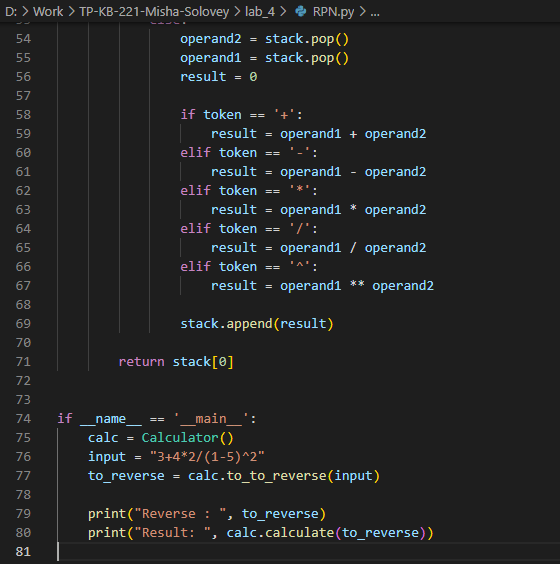 D: > Work > TP-KB-221-Misha-Solovey > lab_4 > RPN.py > ...
54                 operand2 = stack.pop()
55                 operand1 = stack.pop()
56                 result = 0
57
58                 if token == '+':
59                     result = operand1 + operand2
60                 elif token == '-':
61                     result = operand1 - operand2
62                 elif token == '*':
63                     result = operand1 * operand2
64                 elif token == '/':
65                     result = operand1 / operand2
66                 elif token == '^':
67                     result = operand1 ** operand2
68
69                 stack.append(result)
70
71         return stack[0]
72
73
74 if __name__ == '__main__':
75     calc = Calculator()
76     input = "3+4*2/(1-5)^2"
77     to_reverse = calc.to_to_reverse(input)
78
79     print("Reverse : ", to_reverse)
80     print("Result: ", calc.calculate(to_reverse))
81